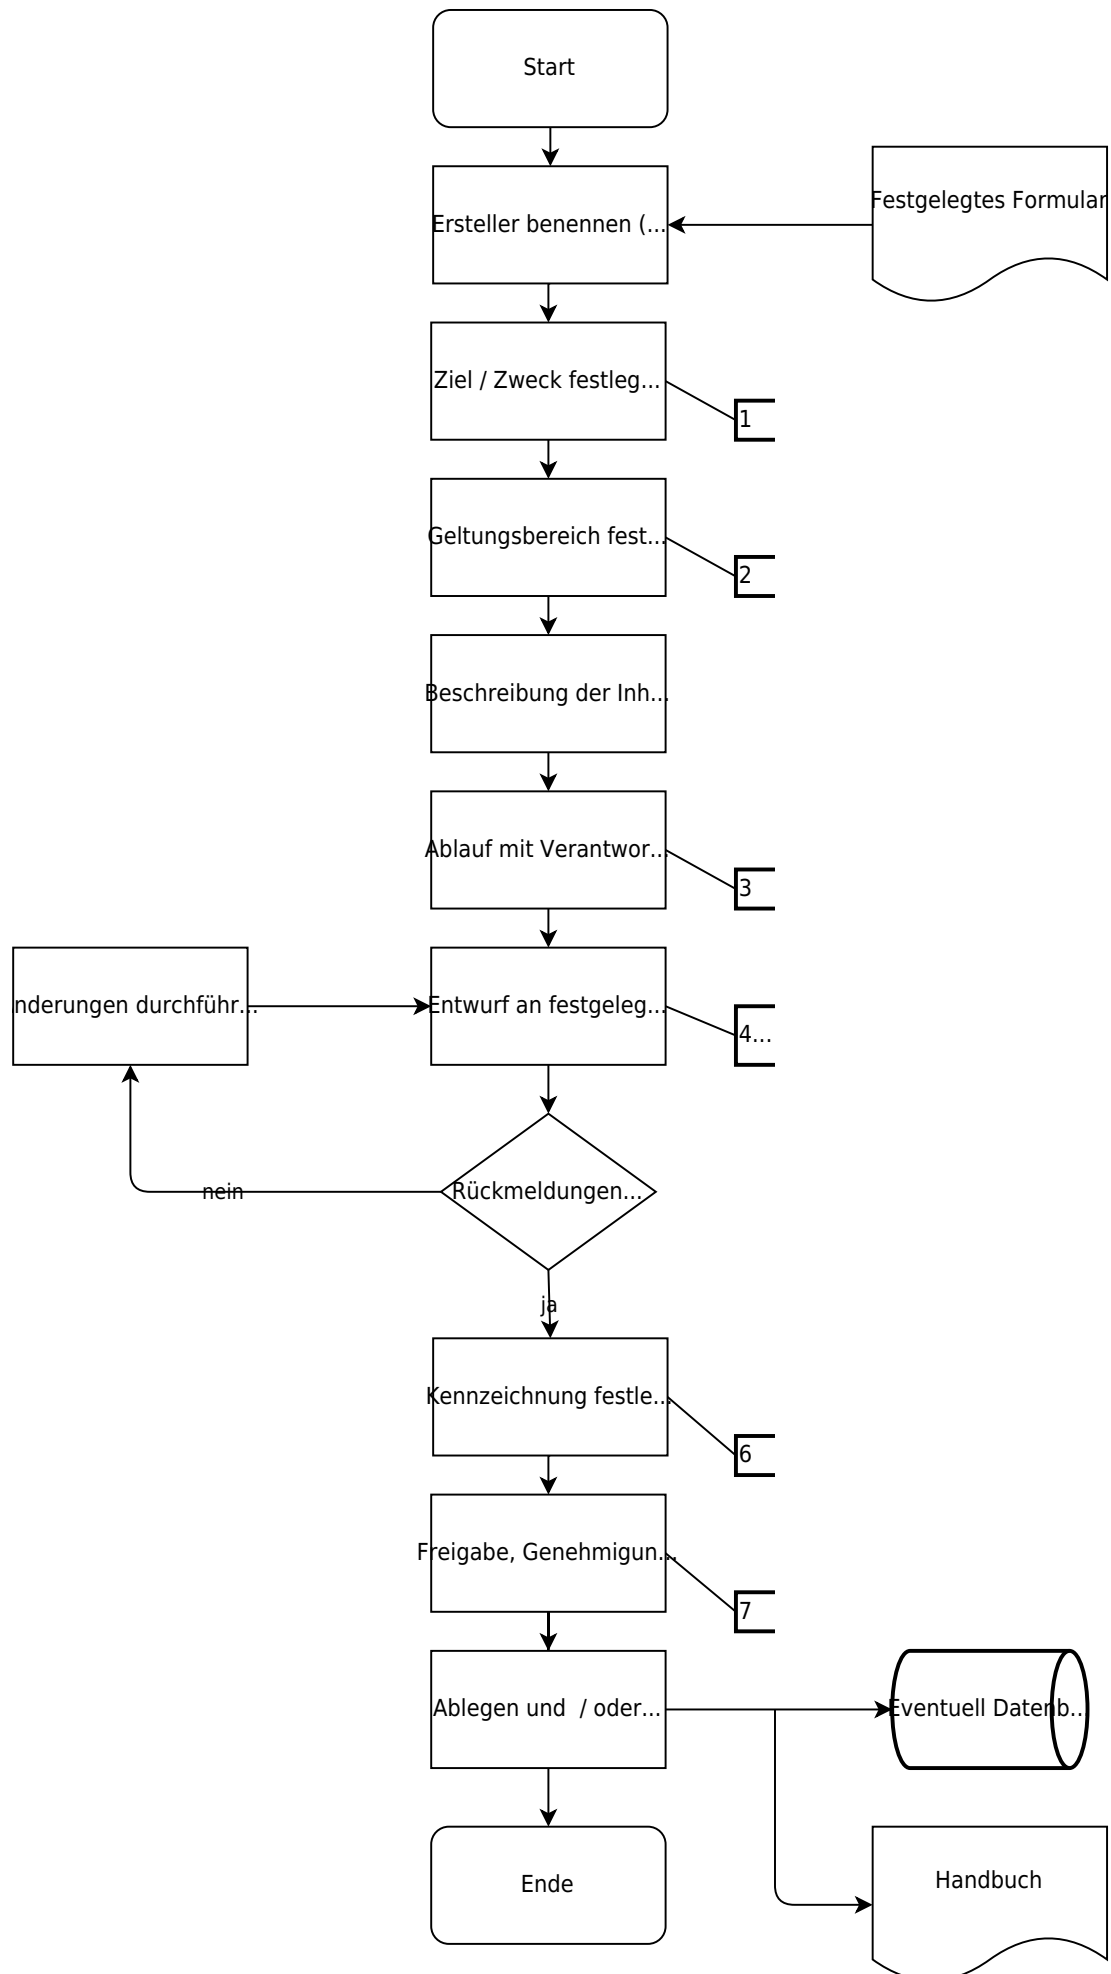 Start
Ersteller benennen (...
Festgelegtes Formular
Ziel / Zweck festleg...
1
Geltungsbereich fest...
2
Beschreibung der Inh...
Ablauf mit Verantwor...
3
nderungen durchführ...
Entwurf an festgeleg...
4...
nein
Rückmeldungen...
ja
Kennzeichnung festle...
6
Freigabe, Genehmigun...
7
Ablegen und  / oder...
Eventuell Datenb...
Ende
Handbuch